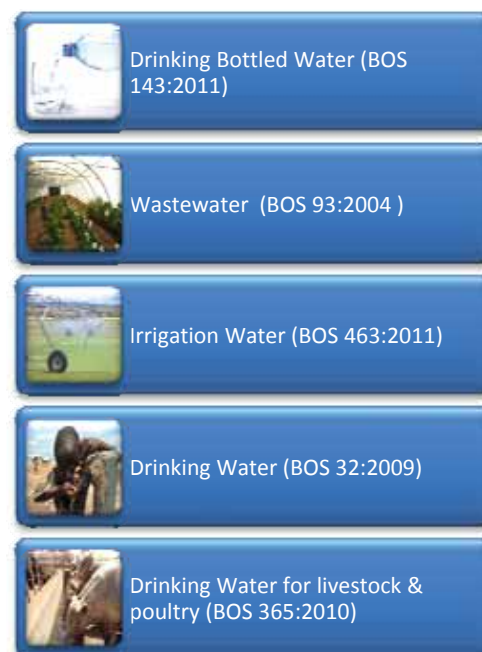 Drinking Bottled Water (BOS
143:2011)
Wastewater (BOS 93:2004 )
Irrigation Water (BOS 463:2011)
Drinking Water (BOS 32:2009)
Drinking Water for livestock &
poultry (BOS 365:2010)